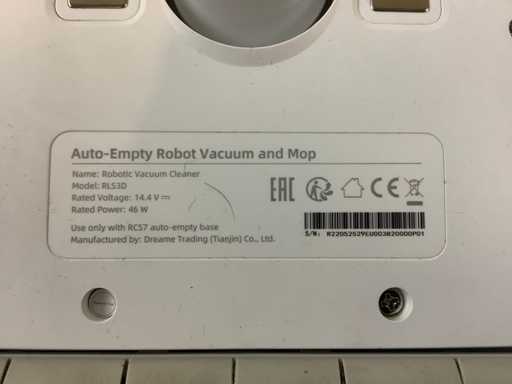 Auto-Empty Robot Vacuum and Mop
Name: Robotic Vacuum Cleaner
Model: RLS3D
Rated Voltage: 14.4 V ⎓
Rated Power: 46 W
Use only with RCS7 auto-empty base
Manufactured by: Dreame Trading (Tianjin) Co., Ltd.
EAC
CE
S/N: R22052529EU003820000P01